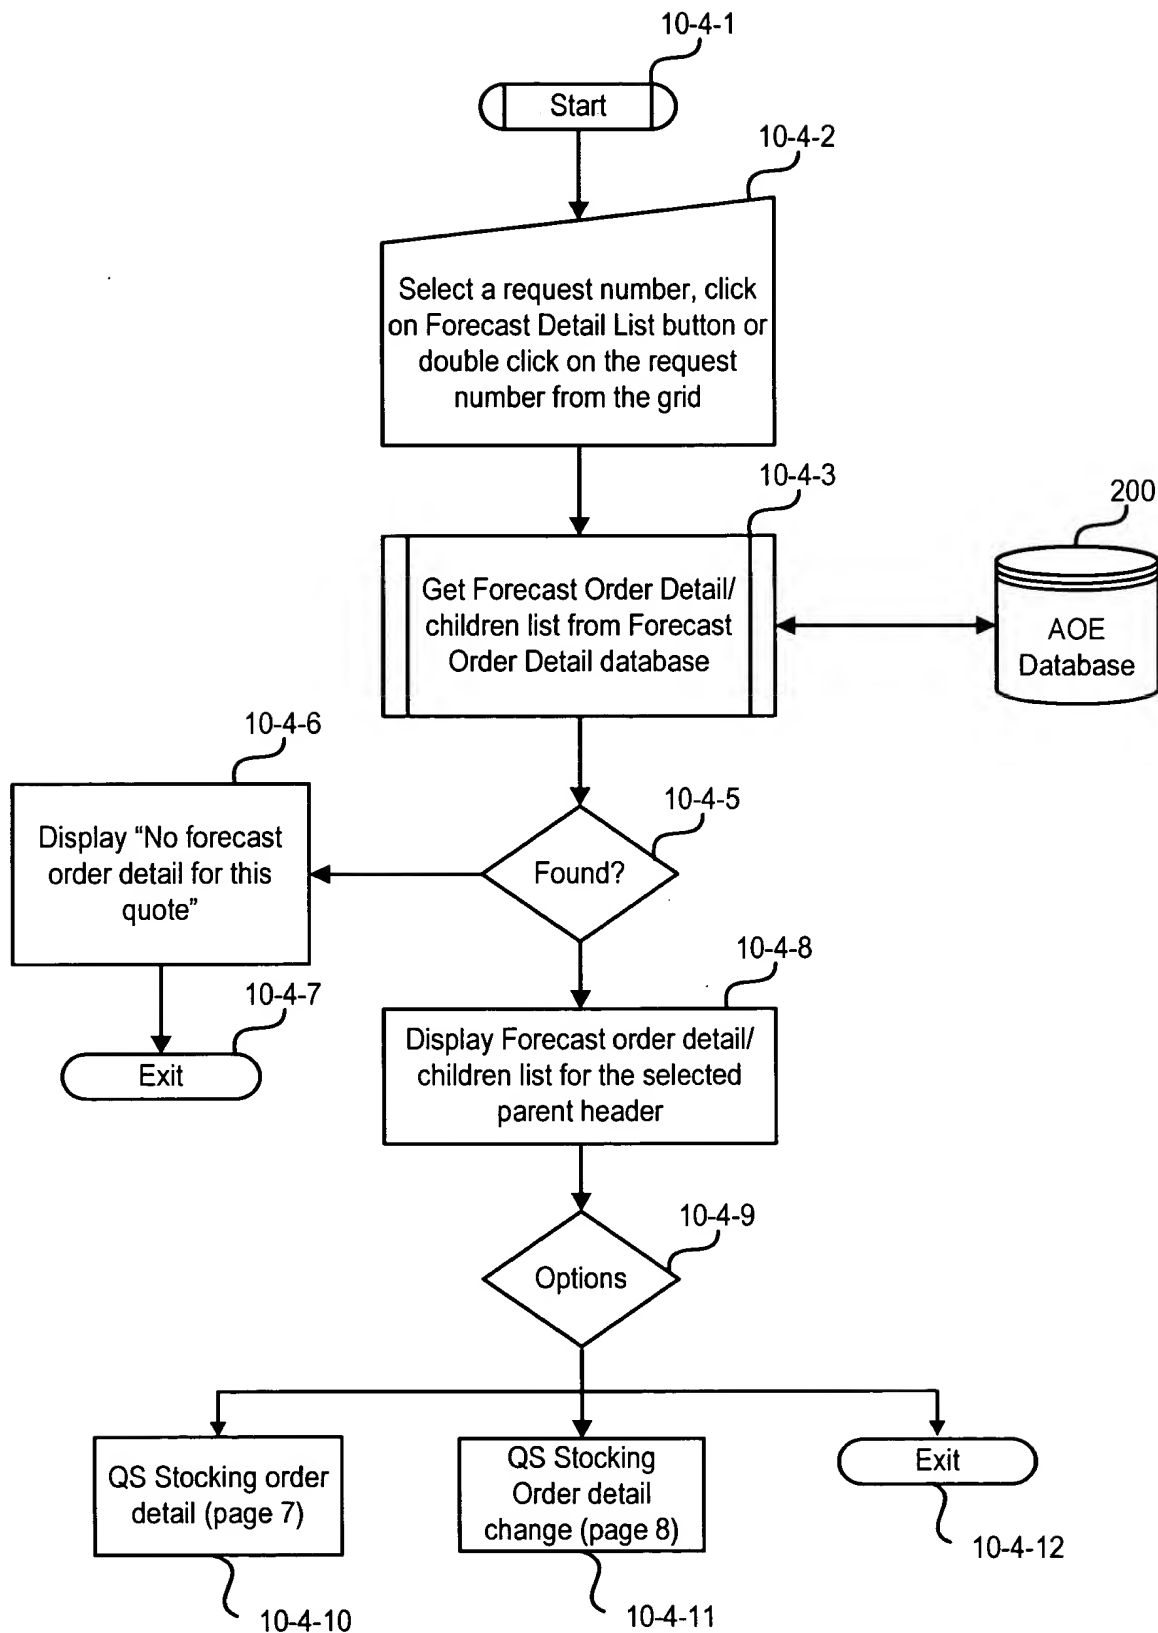 10-4-1
Start
10-4-2
Select a request number, click
on Forecast Detail List button or
double click on the request
number from the grid
10-4-3
200
Get Forecast Order Detail/
children list from Forecast
Order Detail database
AOE
Database
10-4-6
Display “No forecast
order detail for this
quote”
10-4-5
Found?
10-4-7
Exit
10-4-8
Display Forecast order detail/
children list for the selected
parent header
10-4-9
Options
QS Stocking order
detail (page 7)
QS Stocking
Order detail
change (page 8)
Exit
10-4-10
10-4-11
10-4-12